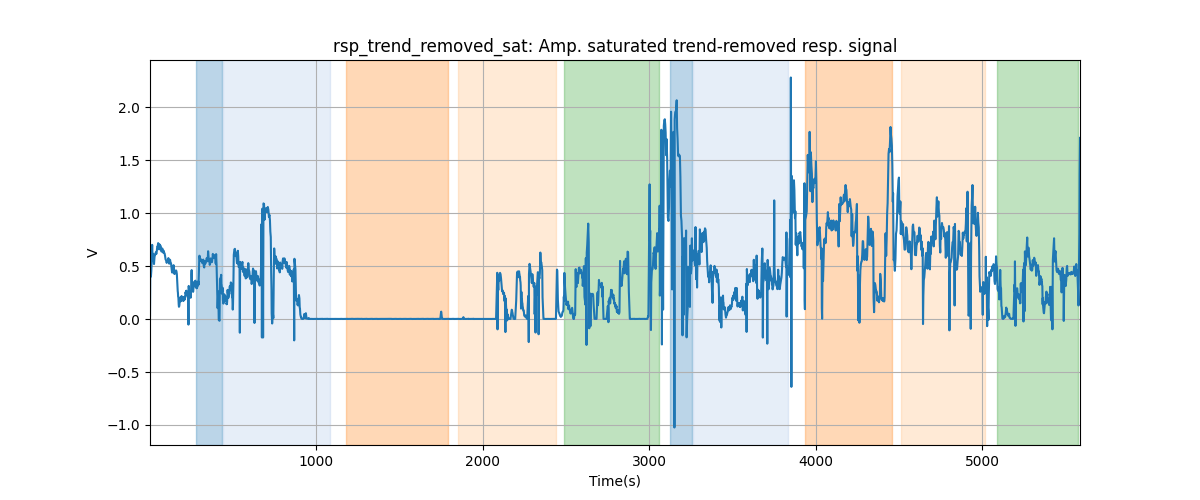 rsp_trend_removed_sat: Amp. saturated trend-removed resp. signal
2.0
1.5
1.0
0.5
0.0
−0.5
−1.0
V
1000 2000 3000 4000 5000
Time(s)